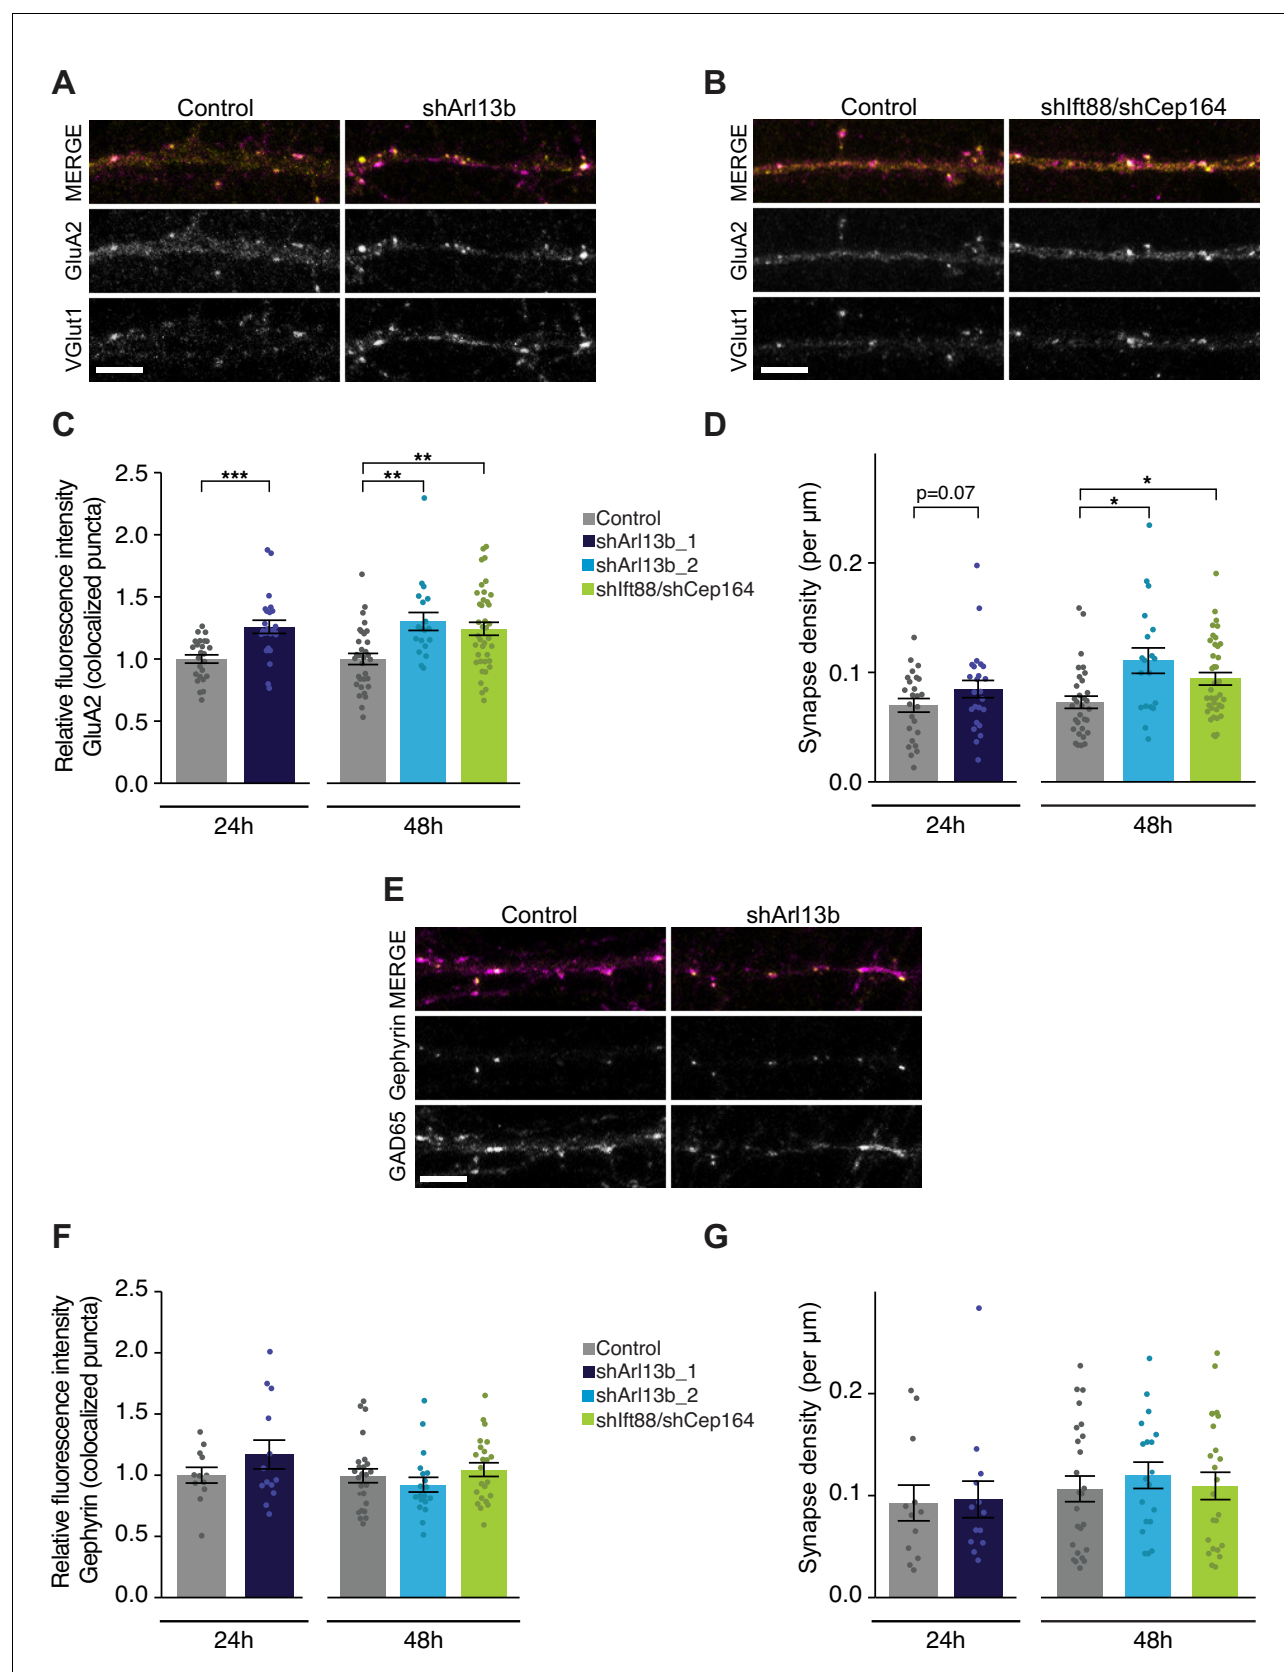 A
Control
shArl13b
MERGE
GluA2
VGlut1
B
Control
shIft88/shCep164
MERGE
GluA2
VGlut1
C
Relative fluorescence intensity
GluA2 (colocalized puncta)
2.5
2.0
1.5
1.0
0.5
0.0
***
**
**
24h
48h
Control
shArl13b_1
shArl13b_2
shIft88/shCep164
D
Synapse density (per µm)
0.2
0.1
0.0
p=0.07
*
*
24h
48h
E
Control
shArl13b
MERGE
Gephyrin
GAD65
F
Relative fluorescence intensity
Gephyrin (colocalized puncta)
2.5
2.0
1.5
1.0
0.5
0.0
24h
48h
Control
shArl13b_1
shArl13b_2
shIft88/shCep164
G
Synapse density (per µm)
0.2
0.1
0.0
24h
48h